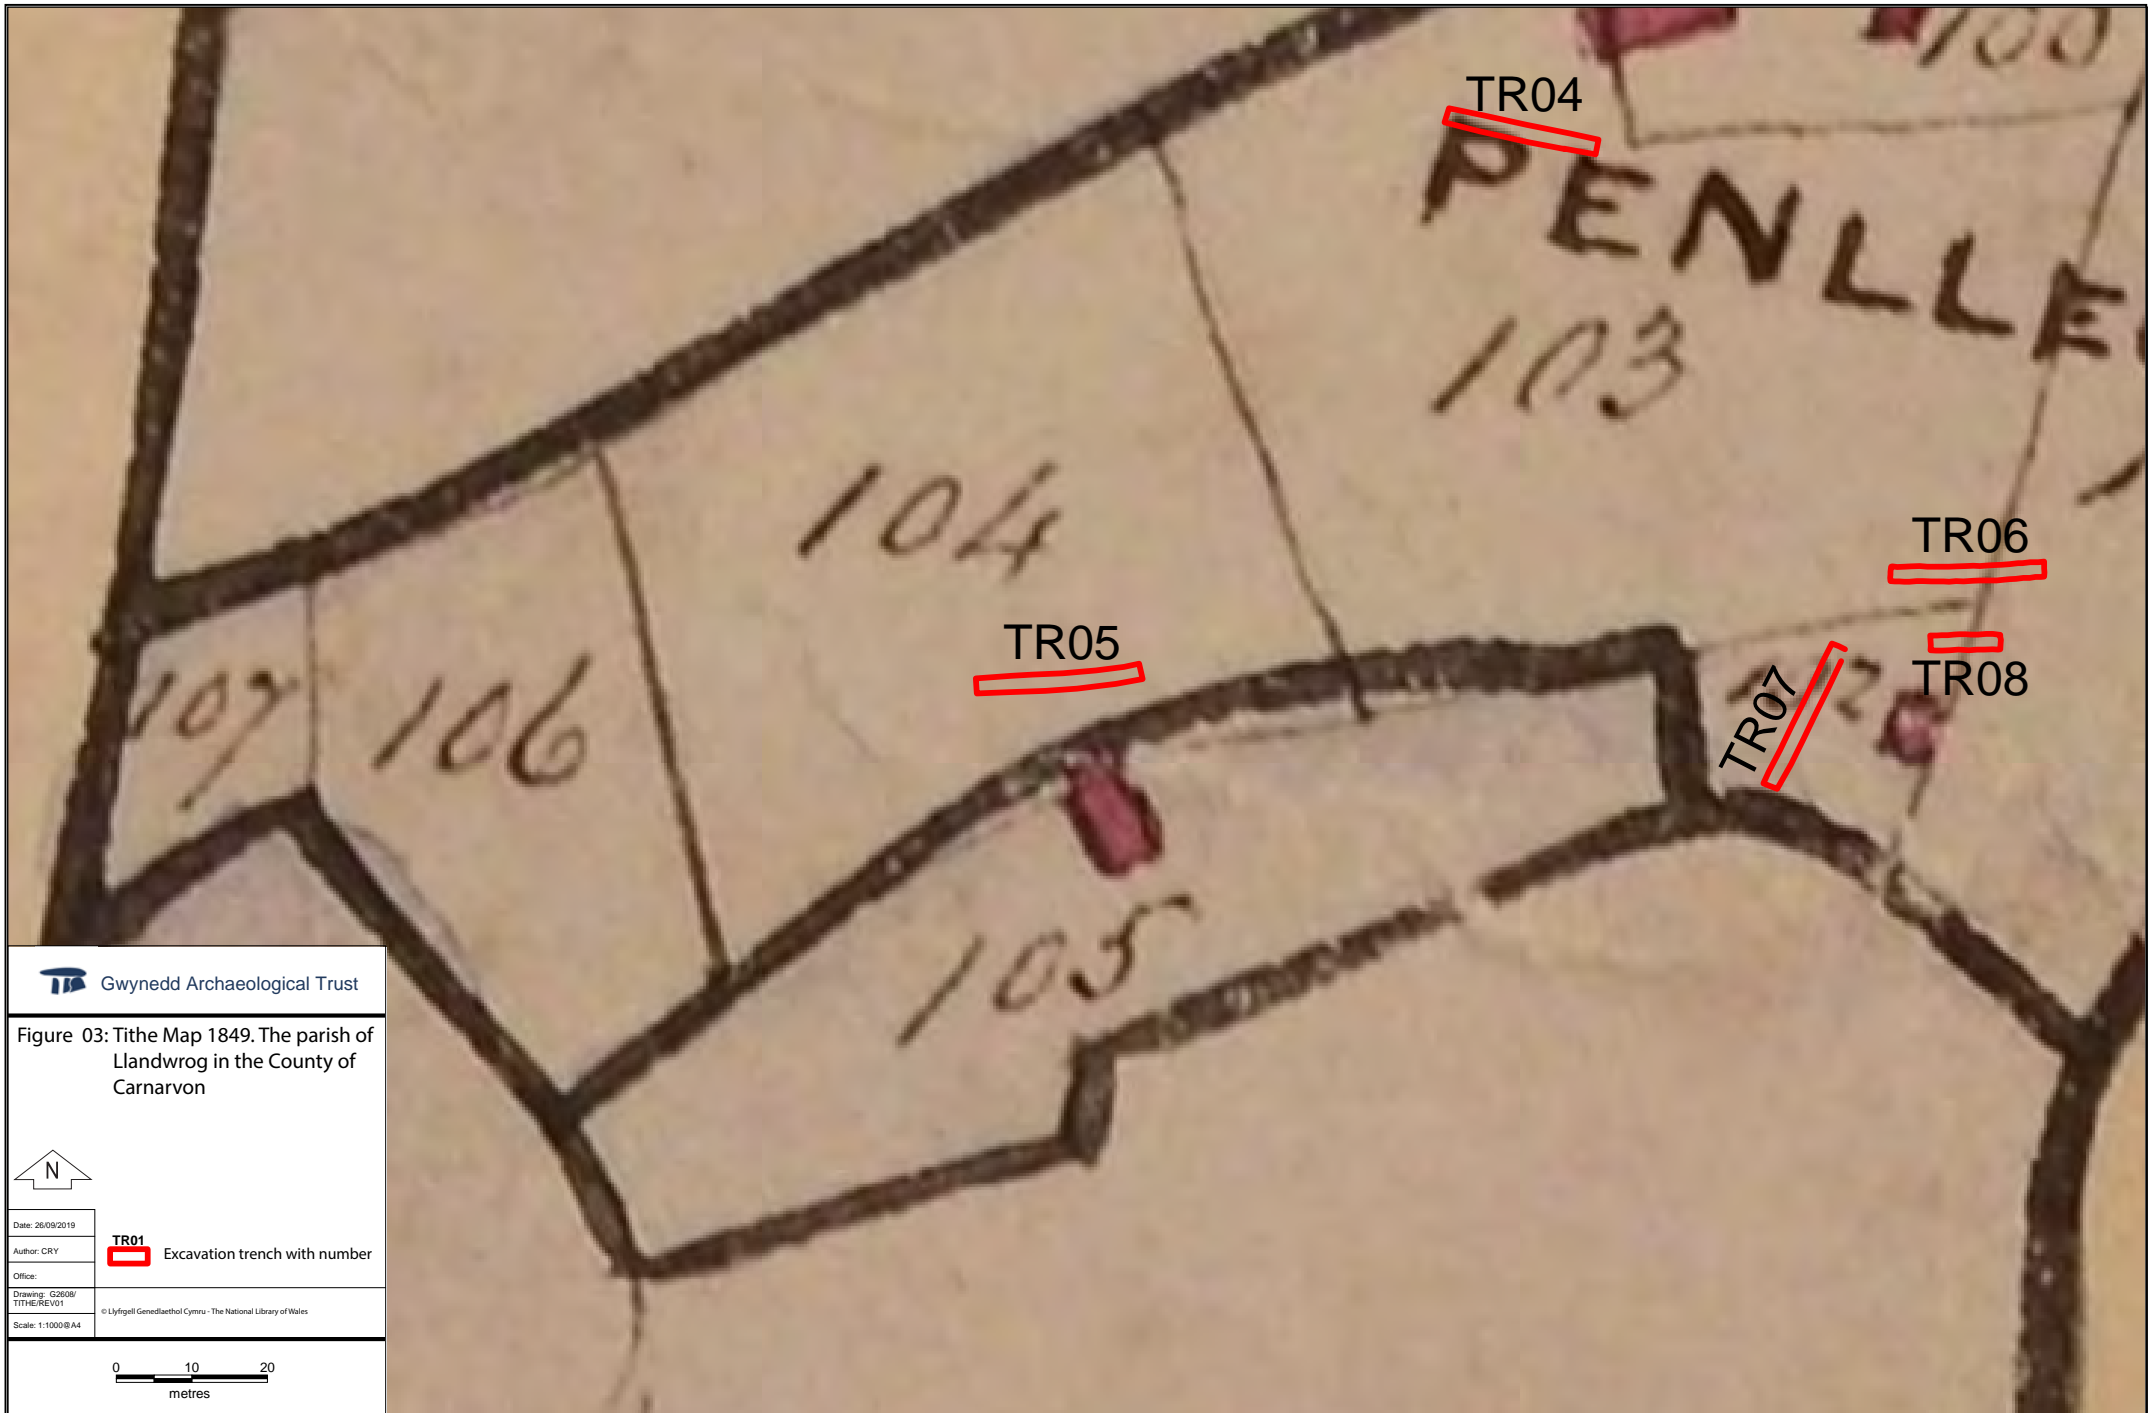 100
TR04
PENLLE
103
104
TR06
TR05
TR08
TR07
107
106
105
Gwynedd Archaeological Trust
Figure 03: Tithe Map 1849. The parish of
Llandwrog in the County of
Carnarvon
N
Date: 26/09/2019
Author: CRY
Office:
Drawing: G2608/
TITHE/REV01
Scale: 1:1000@A4
TR01
Excavation trench with number
© Llyfrgell Genedlaethol Cymru - The National Library of Wales
0 10 20
metres